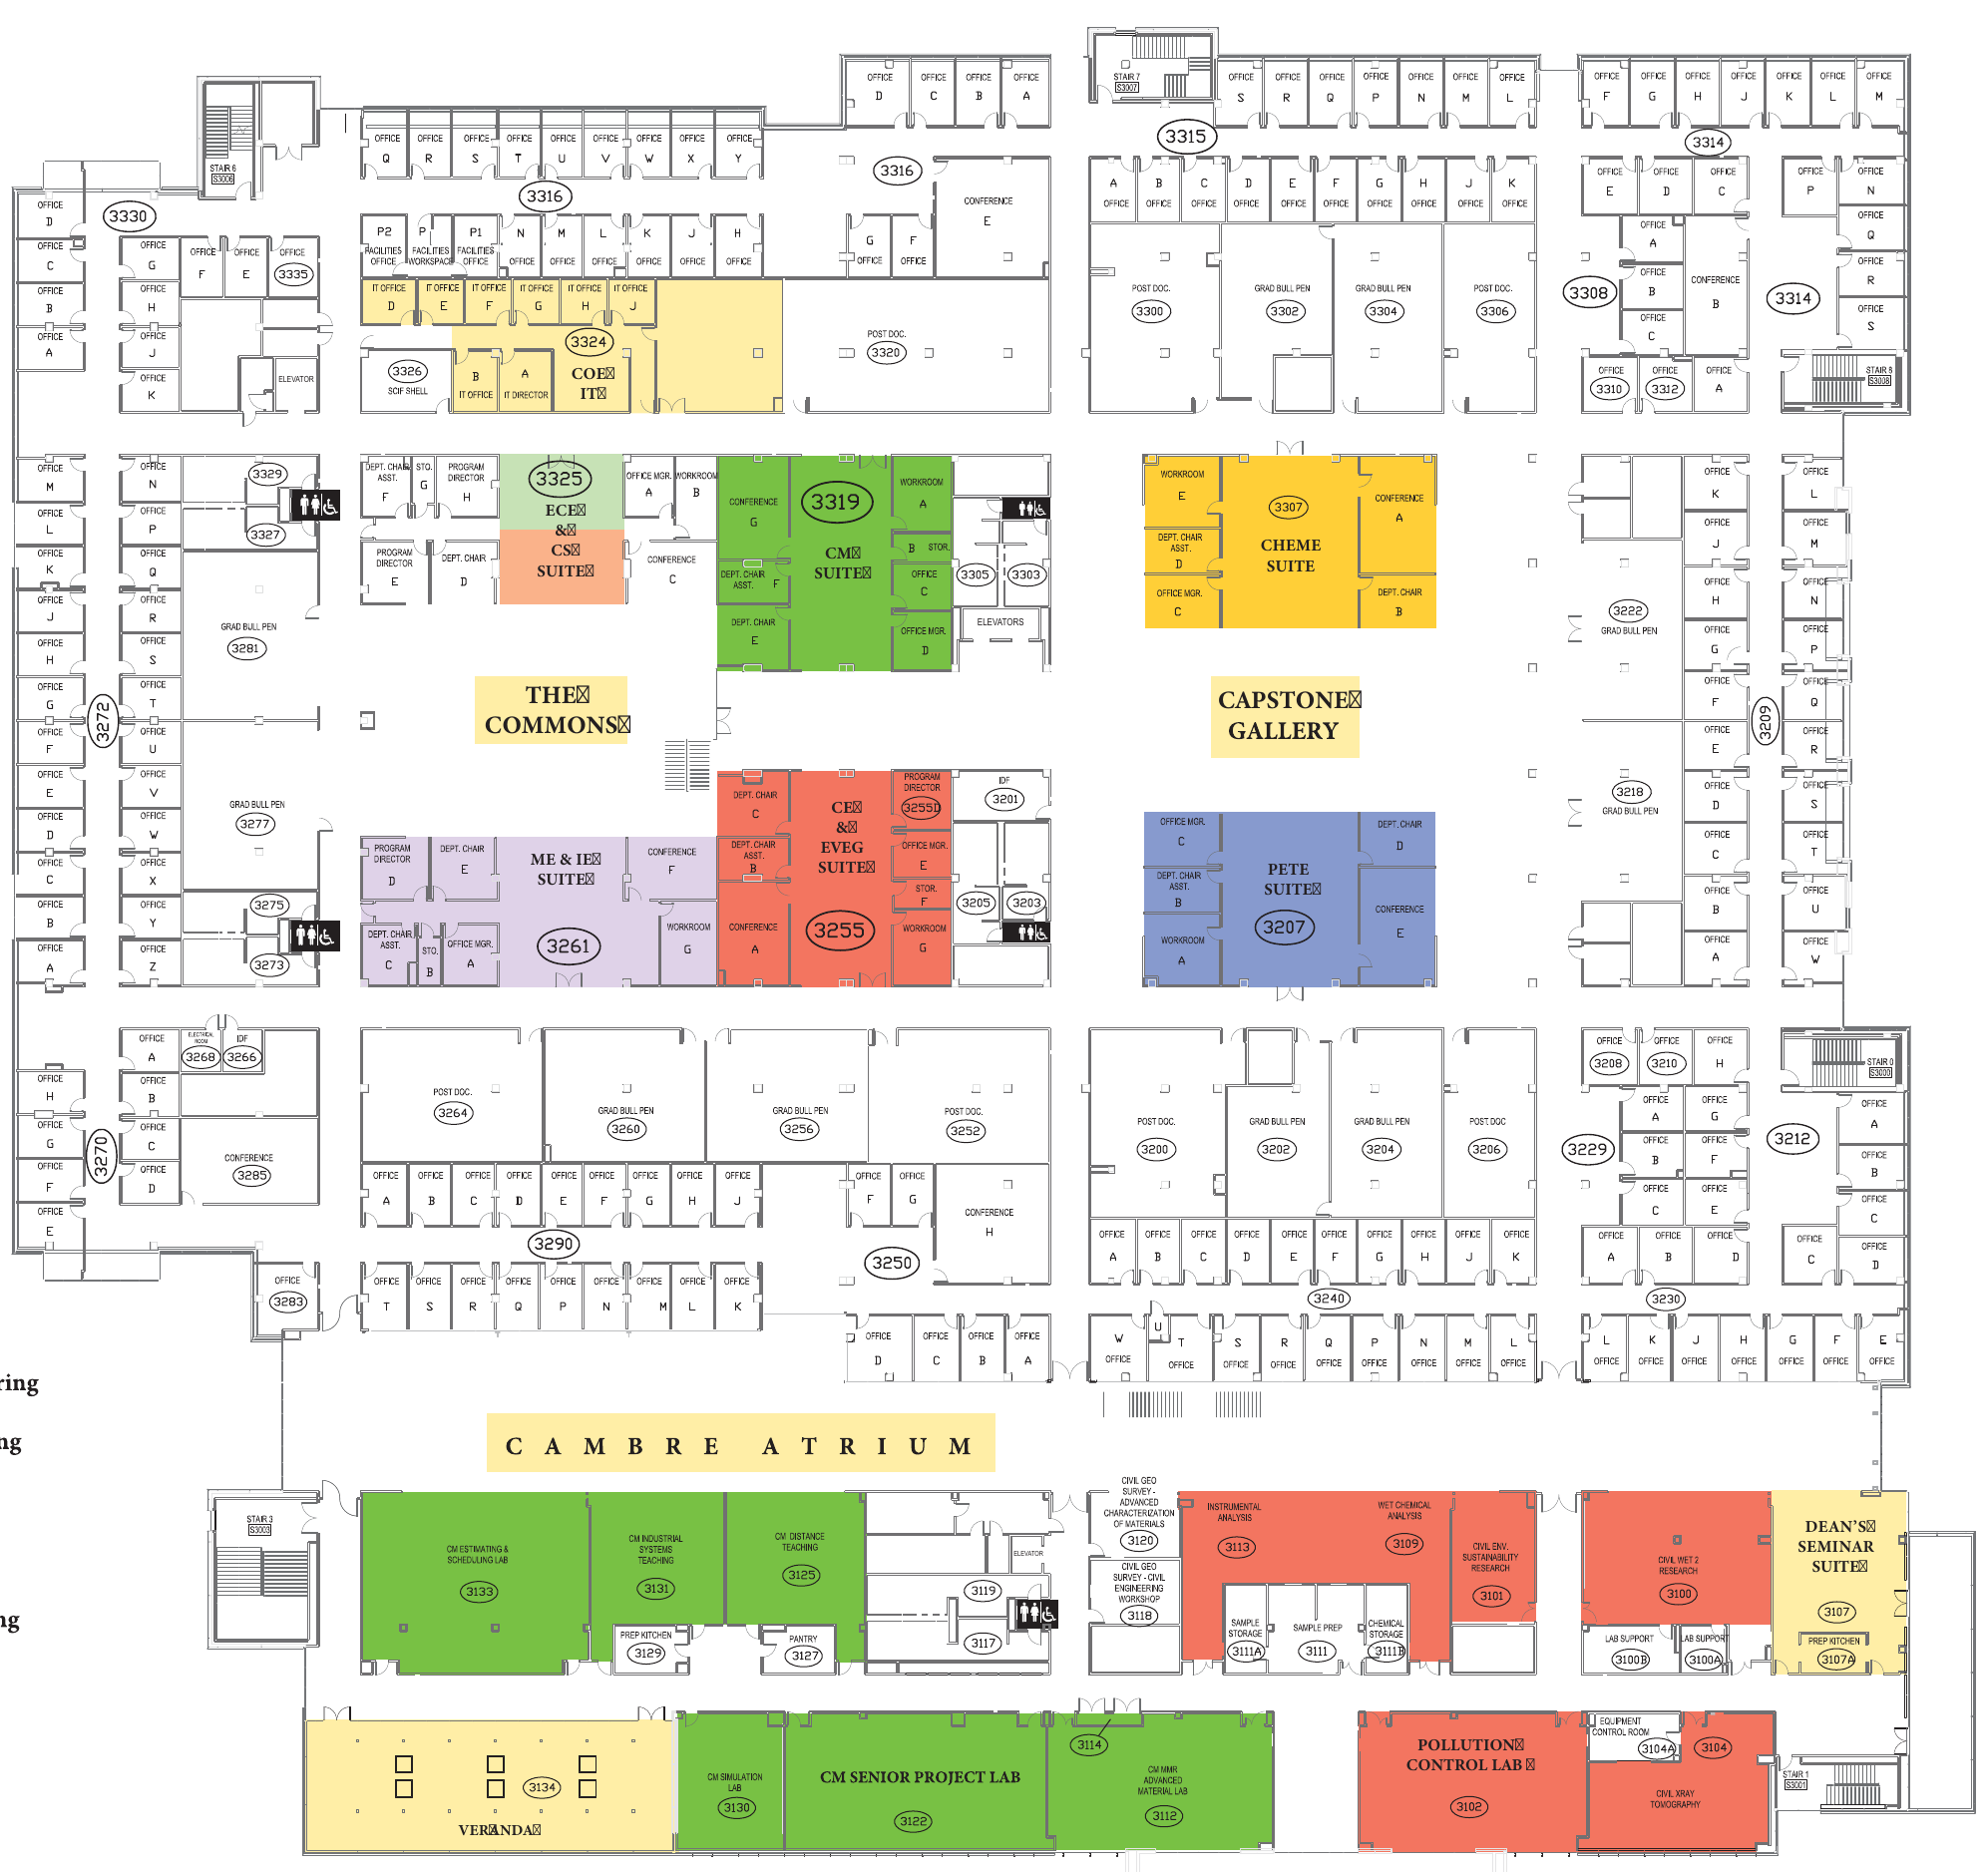 STAIR 7
S3007
OFFICE D
OFFICE C
OFFICE B
OFFICE A
OFFICE S
OFFICE R
OFFICE Q
OFFICE P
OFFICE N
OFFICE M
OFFICE L
OFFICE F
OFFICE G
OFFICE H
OFFICE J
OFFICE K
OFFICE L
OFFICE M
3315
3314
STAIR 6
S3006
OFFICE Q
OFFICE R
OFFICE S
OFFICE T
OFFICE U
OFFICE V
OFFICE W
OFFICE X
OFFICE Y
3316
3316
CONFERENCE
E
A OFFICE
B OFFICE
C OFFICE
D OFFICE
E OFFICE
F OFFICE
G OFFICE
H OFFICE
J OFFICE
K OFFICE
OFFICE E
OFFICE D
OFFICE C
OFFICE P
OFFICE N
OFFICE Q
OFFICE R
OFFICE S
3330
OFFICE D
OFFICE C
OFFICE B
OFFICE A
OFFICE G
OFFICE H
OFFICE J
OFFICE K
OFFICE F
OFFICE E
OFFICE
3335
ELEVATOR
P2
FACILITIES
OFFICE
P
FACILITIES
WORKSPACE
P1
FACILITIES
OFFICE
N OFFICE
M OFFICE
L OFFICE
K OFFICE
J OFFICE
H OFFICE
G OFFICE
F OFFICE
IT OFFICE D
IT OFFICE E
IT OFFICE F
IT OFFICE G
IT OFFICE H
IT OFFICE J
3324
COE
IT
3326
SCIF SHELL
B
IT OFFICE
A
IT DIRECTOR
POST DOC.
3320
POST DOC.
3300
GRAD BULL PEN
3302
GRAD BULL PEN
3304
POST DOC.
3306
3308
OFFICE A
OFFICE B
OFFICE C
CONFERENCE
B
3314
OFFICE
3310
OFFICE
3312
OFFICE A
STAIR 8
S3008
OFFICE M
OFFICE L
OFFICE K
OFFICE J
OFFICE H
OFFICE G
OFFICE F
OFFICE E
OFFICE D
OFFICE C
OFFICE B
OFFICE A
3272
OFFICE N
OFFICE P
OFFICE Q
OFFICE R
OFFICE S
OFFICE T
OFFICE U
OFFICE V
OFFICE W
OFFICE X
OFFICE Y
OFFICE Z
3329
3327
GRAD BULL PEN
3281
GRAD BULL PEN
3277
3275
3273
DEPT. CHAIR
ASST.
F
STO.
G
PROGRAM
DIRECTOR
H
3325
ECE
&
CS
SUITE
OFFICE MGR.
A
WORKROOM
B
PROGRAM
DIRECTOR
E
DEPT. CHAIR
D
CONFERENCE
C
CONFERENCE
G
3319
CM
SUITE
WORKROOM
A
B STOR.
DEPT. CHAIR
ASST. F
OFFICE
C
DEPT. CHAIR
E
OFFICE MGR.
D
3305
3303
ELEVATORS
WORKROOM
E
3307
CHEME
SUITE
CONFERENCE
A
DEPT. CHAIR
ASST.
D
OFFICE MGR.
C
DEPT. CHAIR
B
3222
GRAD BULL PEN
3218
GRAD BULL PEN
OFFICE K
OFFICE J
OFFICE H
OFFICE G
OFFICE F
OFFICE E
OFFICE D
OFFICE C
OFFICE B
OFFICE A
3209
OFFICE L
OFFICE M
OFFICE N
OFFICE P
OFFICE Q
OFFICE R
OFFICE S
OFFICE T
OFFICE U
OFFICE W
THE
COMMONS
CAPSTONE
GALLERY
PROGRAM
DIRECTOR
D
DEPT. CHAIR
E
ME & IE
SUITE
CONFERENCE
F
3261
DEPT. CHAIR
ASST.
C
STO.
B
OFFICE MGR.
A
WORKROOM
G
DEPT. CHAIR
C
CE
&
EVEG
SUITE
PROGRAM
DIRECTOR
3255D
DEPT. CHAIR
ASST.
B
OFFICE MGR.
E
STOR.
F
CONFERENCE
A
3255
WORKROOM
G
IDF
3201
3205
3203
OFFICE MGR.
C
PETE
SUITE
3207
DEPT. CHAIR
D
DEPT. CHAIR
ASST.
B
WORKROOM
A
CONFERENCE
E
OFFICE A
OFFICE B
OFFICE C
OFFICE D
ELECTRICAL
ROOM
3268
IDF
3266
OFFICE H
OFFICE G
OFFICE F
OFFICE E
3270
CONFERENCE
3285
OFFICE
3283
POST DOC.
3264
GRAD BULL PEN
3260
GRAD BULL PEN
3256
POST DOC.
3252
OFFICE A
OFFICE B
OFFICE C
OFFICE D
OFFICE E
OFFICE F
OFFICE G
OFFICE H
OFFICE J
3290
OFFICE T
OFFICE S
OFFICE R
OFFICE Q
OFFICE P
OFFICE N
OFFICE M
OFFICE L
OFFICE K
OFFICE F
OFFICE G
CONFERENCE
H
3250
OFFICE D
OFFICE C
OFFICE B
OFFICE A
POST DOC.
3200
GRAD BULL PEN
3202
GRAD BULL PEN
3204
POST DOC
3206
OFFICE A
OFFICE B
OFFICE C
OFFICE D
OFFICE E
OFFICE F
OFFICE G
OFFICE H
OFFICE J
OFFICE K
3240
W OFFICE
U
T OFFICE
S OFFICE
R OFFICE
Q OFFICE
P OFFICE
N OFFICE
M OFFICE
L OFFICE
OFFICE
3208
OFFICE
3210
OFFICE H
STAIR 0
S3000
3229
OFFICE A
OFFICE G
OFFICE B
OFFICE F
OFFICE C
OFFICE E
3212
OFFICE A
OFFICE B
OFFICE C
OFFICE D
OFFICE A
OFFICE B
OFFICE D
OFFICE C
3230
L OFFICE
K OFFICE
J OFFICE
H OFFICE
G OFFICE
F OFFICE
E OFFICE
ring
ng
ng
CAMBRE ATRIUM
STAIR 3
S3003
CM ESTIMATING &
SCHEDULING LAB
3133
CM INDUSTRIAL
SYSTEMS
TEACHING
3131
CM DISTANCE
TEACHING
3125
PREP KITCHEN
3129
PANTRY
3127
ELEVATOR
3119
3117
CIVIL GEO
SURVEY -
ADVANCED
CHARACTERIZATION
OF MATERIALS
3120
CIVIL GEO
SURVEY - CIVIL
ENGINEERING
WORKSHOP
3118
INSTRUMENTAL
ANALYSIS
3113
WET CHEMICAL
ANALYSIS
3109
CIVIL ENV.
SUSTAINABILITY
RESEARCH
3101
SAMPLE
STORAGE
3111A
SAMPLE PREP
3111
CHEMICAL
STORAGE
3111B
CIVIL WET 2
RESEARCH
3100
LAB SUPPORT
3100B
LAB SUPPORT
3100A
DEAN'S
SEMINAR
SUITE
3107
PREP KITCHEN
3107A
3134
VERANDA
CM SIMULATION
LAB
3130
CM SENIOR PROJECT LAB
3122
3114
CM MMR
ADVANCED
MATERIAL LAB
3112
POLLUTION
CONTROL LAB
3102
EQUIPMENT
CONTROL ROOM
3104A
3104
CIVIL XRAY
TOMOGRAPHY
STAIR 1
S3001